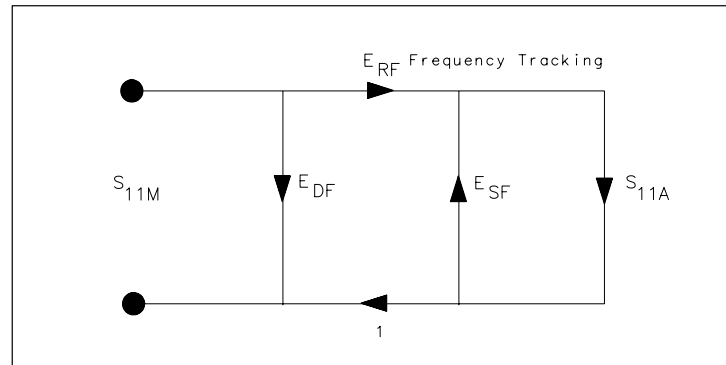 E_RF Frequency Tracking
S_11M
E_DF
E_SF
S_11A
1